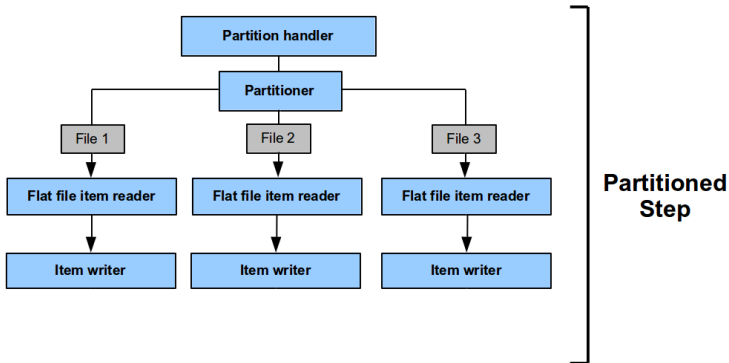 Partition handler
Partitioner
File 1
File 2
File 3
Flat file item reader
Flat file item reader
Flat file item reader
Item writer
Item writer
Item writer
Partitioned
Step